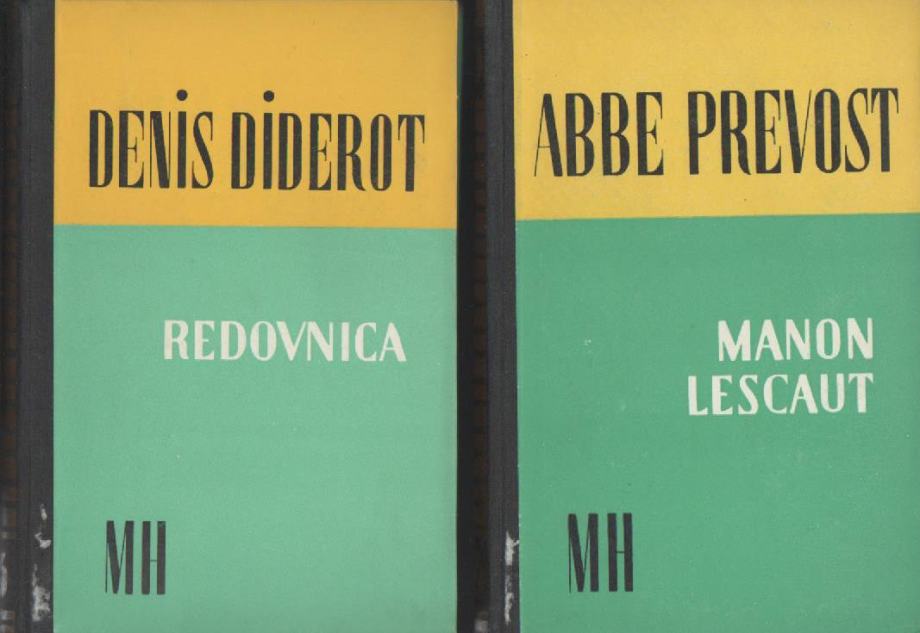 DENiS DiDEROT
REDOVNICA
MH
ABBE PREVOST
MANON
LESCAUT
MH